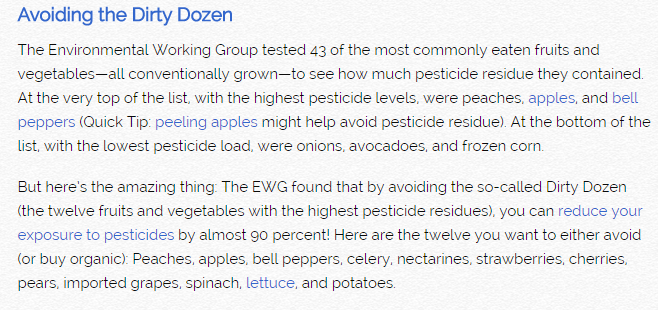 Avoiding the Dirty Dozen
The Environmental Working Group tested 43 of the most commonly eaten fruits and
vegetables—all conventionally grown—to see how much pesticide residue they contained.
At the very top of the list, with the highest pesticide levels, were peaches, apples, and bell
peppers (Quick Tip: peeling apples might help avoid pesticide residue). At the bottom of the
list, with the lowest pesticide load, were onions, avocadoes, and frozen corn.
But here's the amazing thing: The EWG found that by avoiding the so-called Dirty Dozen
(the twelve fruits and vegetables with the highest pesticide residues), you can reduce your
exposure to pesticides by almost 90 percent! Here are the twelve you want to either avoid
(or buy organic): Peaches, apples, bell peppers, celery, nectarines, strawberries, cherries,
pears, imported grapes, spinach, lettuce, and potatoes.